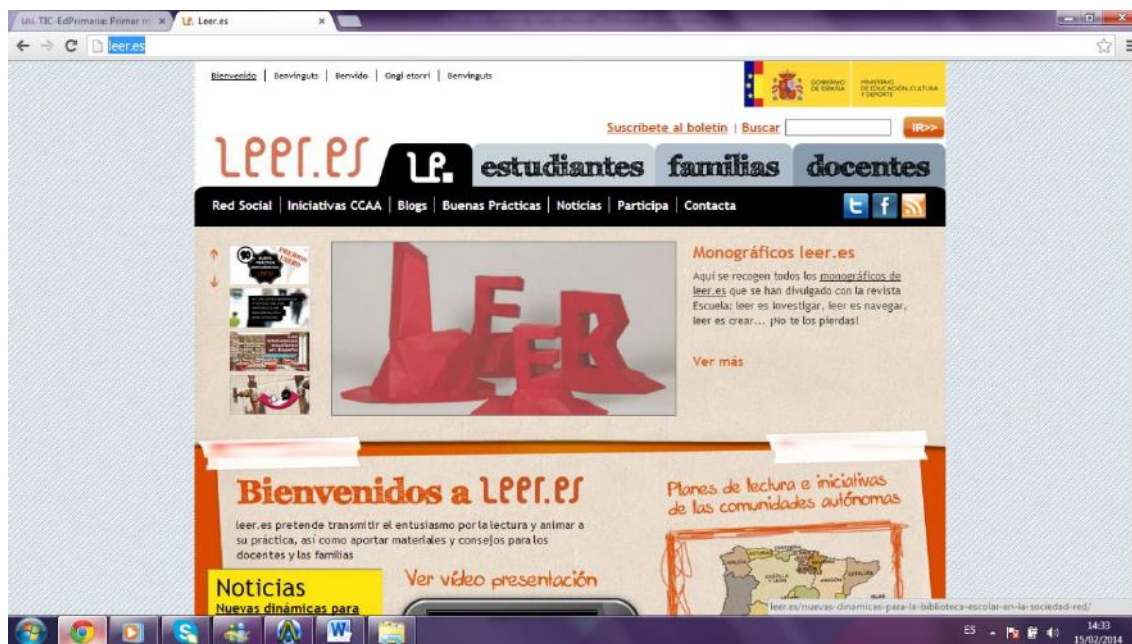 ULL TIC-EdPrimaria: Primer m
Leer.es
leer.es
Bienvenido | Benvinguts | Benvido | Ongi etorri | Benvinguts
GOBIERNO DE ESPAÑA
MINISTERIO DE EDUCACIÓN, CULTURA Y DEPORTE
Suscríbete al boletín | Buscar
IR>>
Leer.es
estudiantes
familias
docentes
Red Social | Iniciativas CCAA | Blogs | Buenas Prácticas | Noticias | Participa | Contacta
LEER
Monográficos leer.es
Aquí se recogen todos los monográficos de
leer.es que se han divulgado con la revista
Escuela: leer es investigar, leer es navegar,
leer es crear... ¡No te los pierdas!
Ver más
Bienvenidos a Leer.es
leer.es pretende transmitir el entusiasmo por la lectura y animar a
su práctica, así como aportar materiales y consejos para los
docentes y las familias
Planes de lectura e iniciativas
de las comunidades autónomas
Noticias
Nuevas dinámicas para
Ver vídeo presentación
CASTILLA
Y LEÓN
ARAGÓN
leer.es/nuevas-dinamicas-para-la-biblioteca-escolar-en-la-sociedad-red/
ES
14:33
15/02/2014